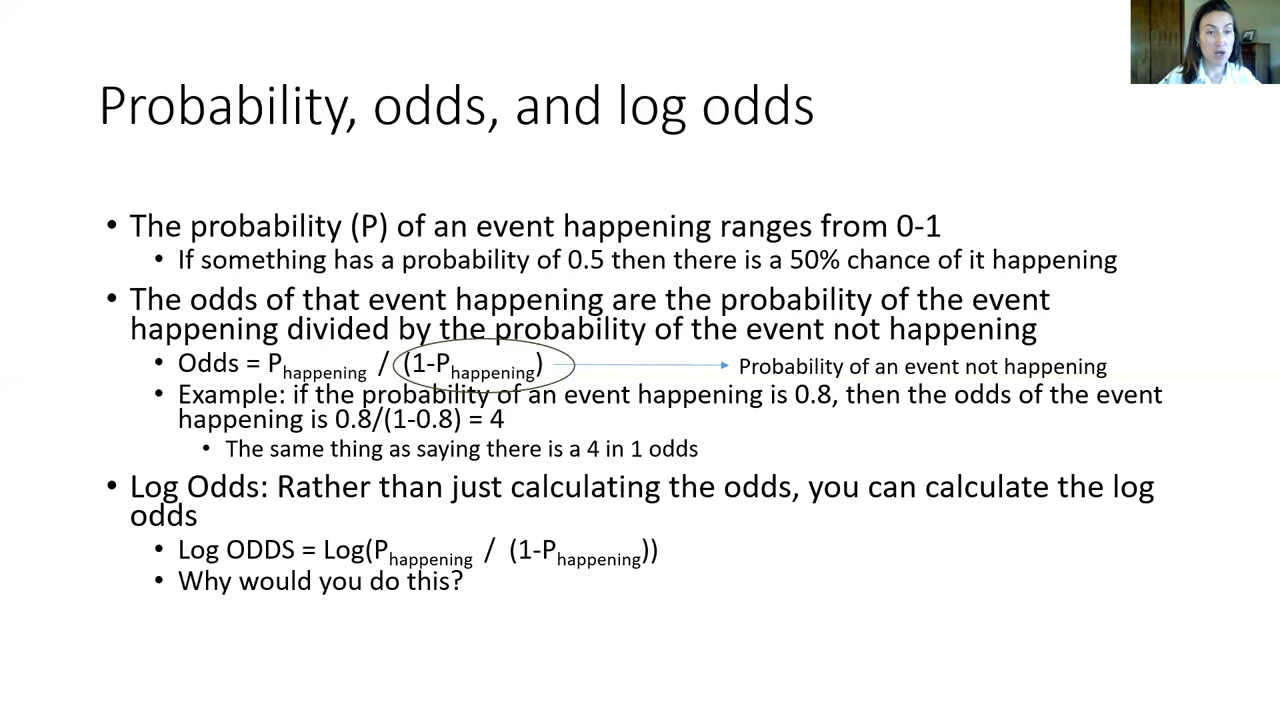 Probability, odds, and log odds
• The probability (P) of an event happening ranges from 0-1
• If something has a probability of 0.5 then there is a 50% chance of it happening
• The odds of that event happening are the probability of the event
happening divided by the probability of the event not happening
• Odds = Phappening / (1-Phappening)
Probability of an event not happening
• Example: if the probability of an event happening is 0.8, then the odds of the event
happening is 0.8/(1-0.8) = 4
• The same thing as saying there is a 4 in 1 odds
• Log Odds: Rather than just calculating the odds, you can calculate the log
odds
• Log ODDS = Log(Phappening / (1-Phappening))
• Why would you do this?